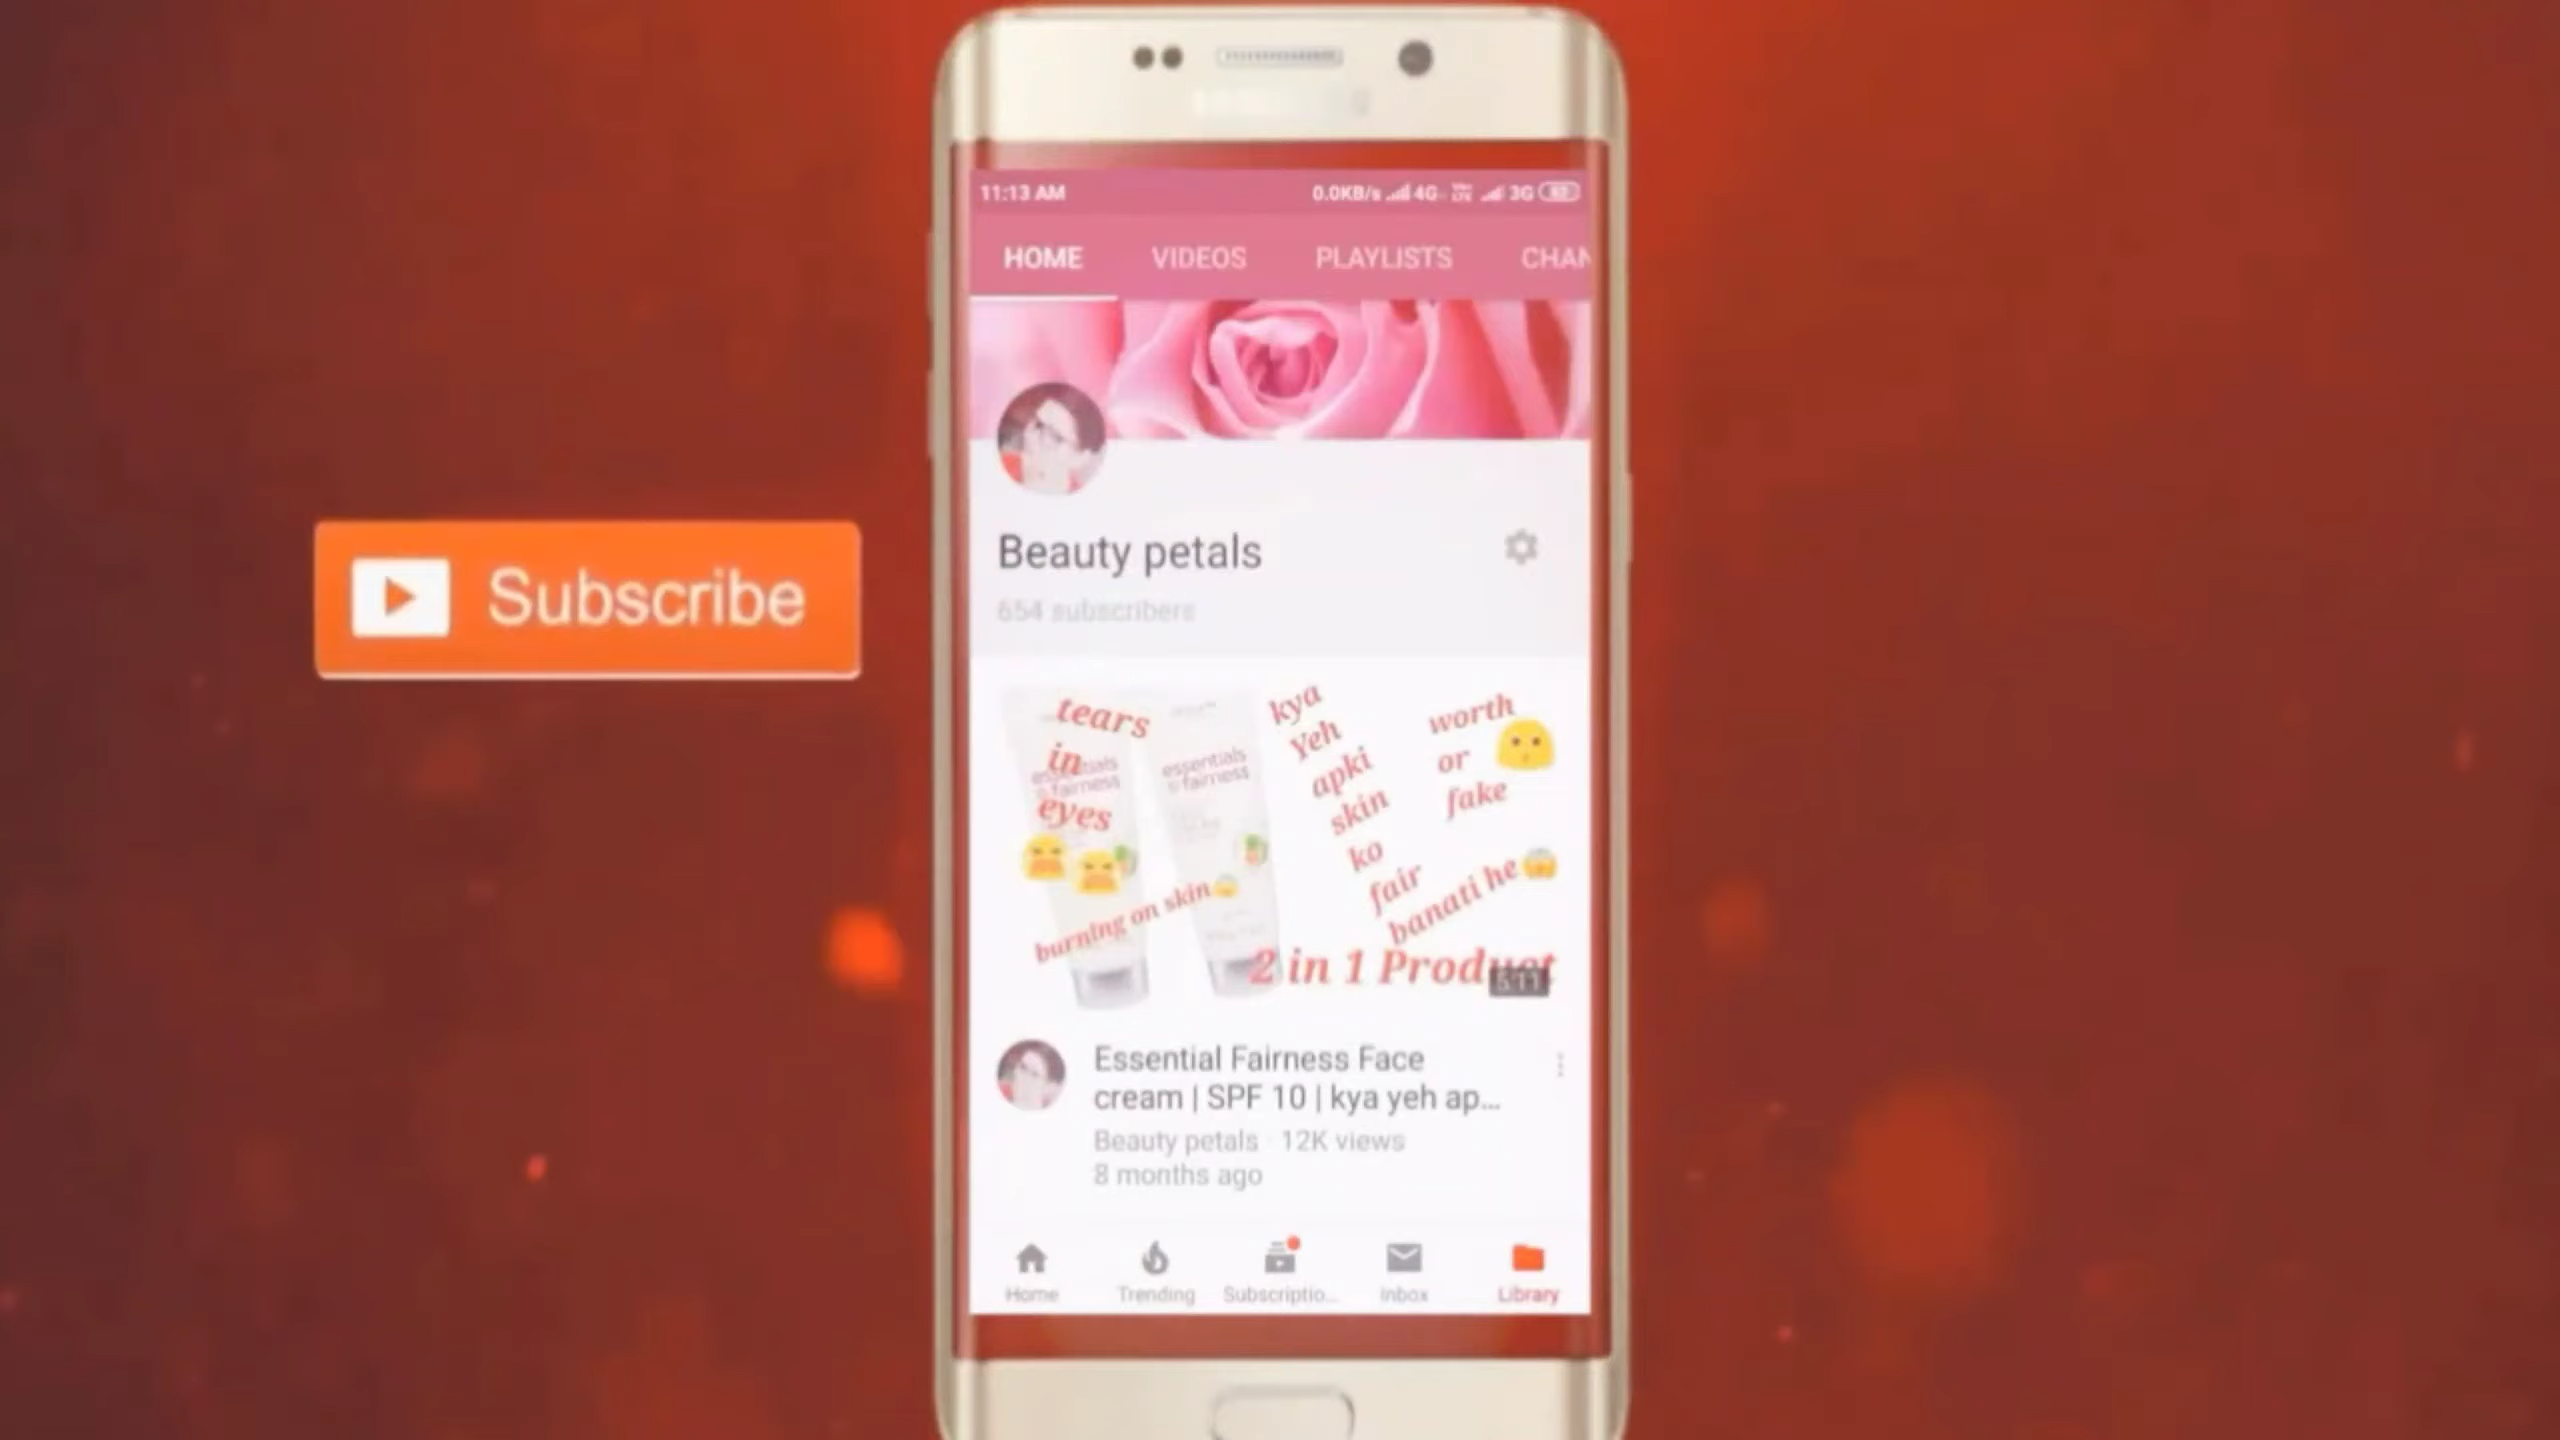 11:13 AM
0.0KB/s 4G 3G
HOME VIDEOS PLAYLISTS CHAN
Subscribe
Beauty petals
654 subscribers
tears
in
eyes
burning on skin
essentials
fairness
essentials
fairness
kya
Yeh
apki
skin
ko
fair
banati he
worth
or
fake
2 in 1 Product
5:11
Essential Fairness Face
cream | SPF 10 | kya yeh ap...
Beauty petals · 12K views
8 months ago
Home Trending Subscriptio... Inbox Library